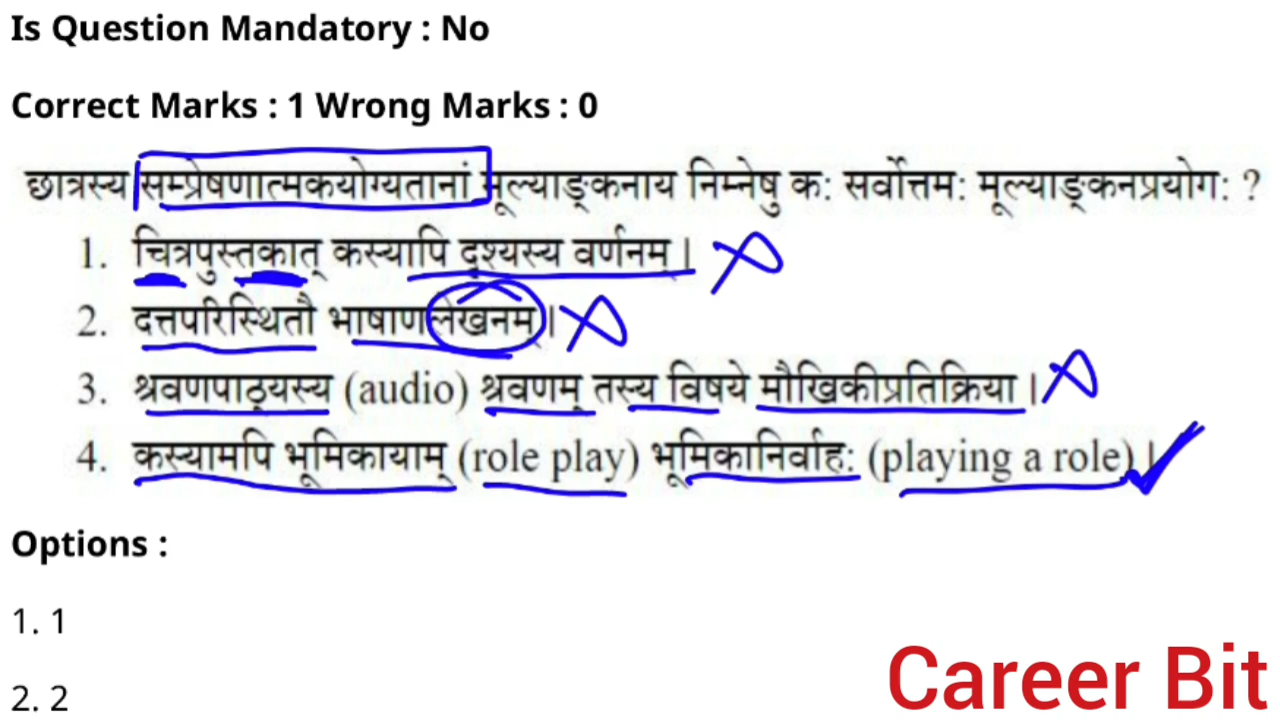 Is Question Mandatory : No
Correct Marks : 1 Wrong Marks : 0
छात्रस्य सम्प्रेषणात्मकयोग्यतानां मूल्याङ्कनाय निम्नेषु कः सर्वोत्तमः मूल्याङ्कनप्रयोगः ?
1. चित्रपुस्तकात् कस्यापि दृश्यस्य वर्णनम् ।
2. दत्तपरिस्थितौ भाषाणलेखनम् ।
3. श्रवणपाठ्यस्य (audio) श्रवणम् तस्य विषये मौखिकीप्रतिक्रिया ।
4. कस्यामपि भूमिकायाम् (role play) भूमिकानिर्वाहः (playing a role) ।
Options :
1. 1
2. 2
Career Bit